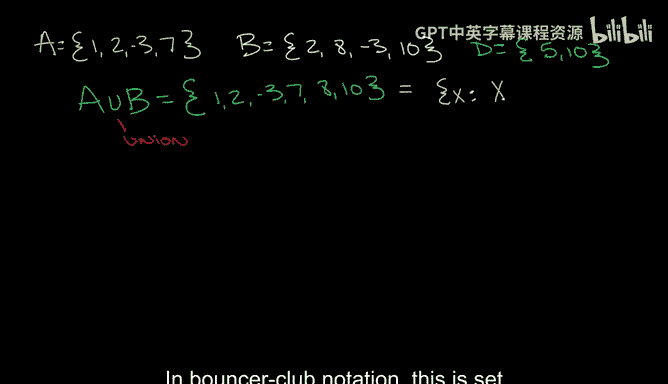 GPT中英字幕课程资源 bilibili
A={1,2,-3,7} B={2,8,-3,10} D={5,10}
A∪B={1,2,-3,7,8,10} = {x: X
union
In bouncer-club notation, this is set